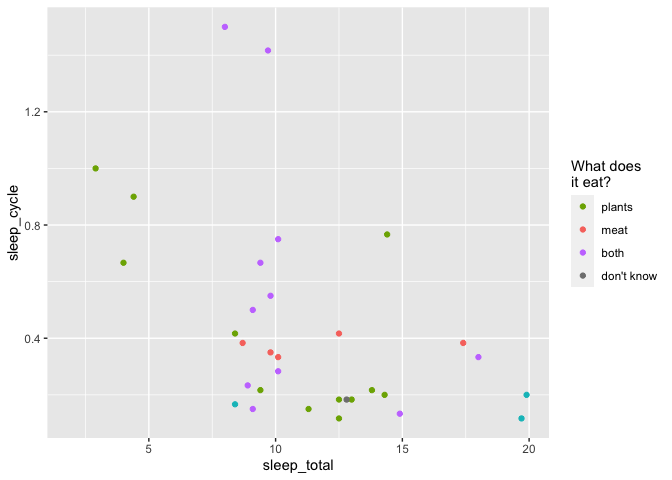 1.2
0.8
0.4
sleep_cycle
5
10
15
20
sleep_total
What does
it eat?
plants
meat
both
don't know